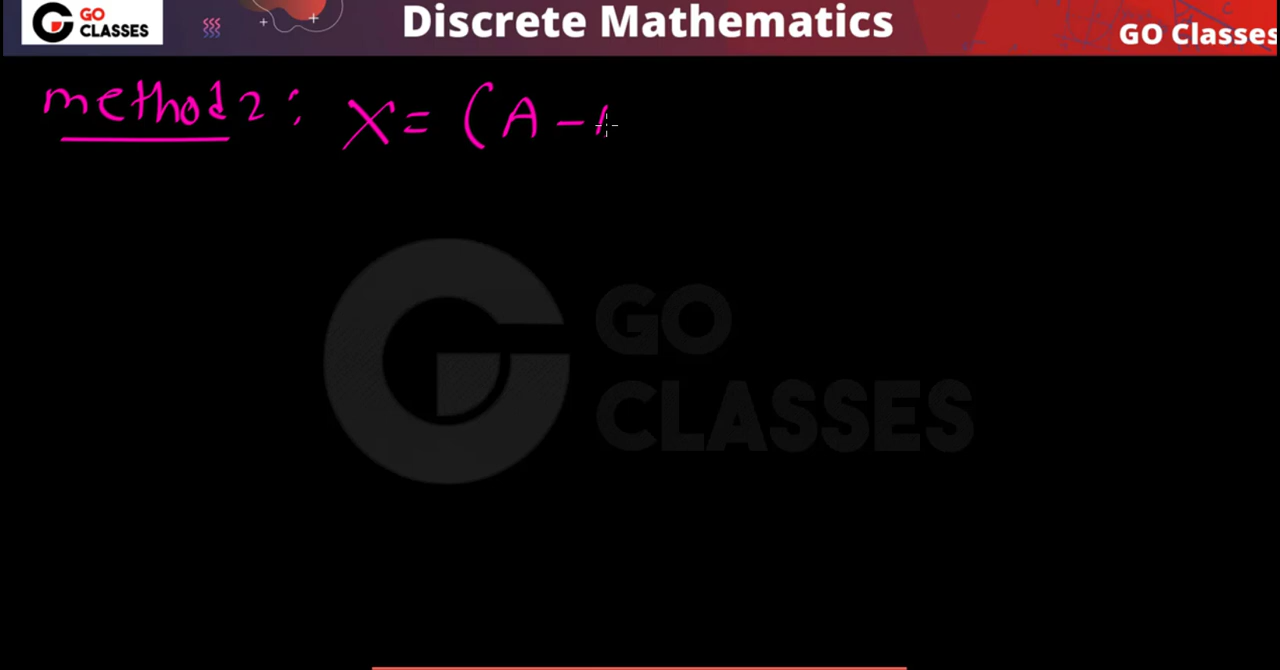 GO CLASSES
Discrete Mathematics
GO Classes
method 2 : X = (A -
GO
CLASSES